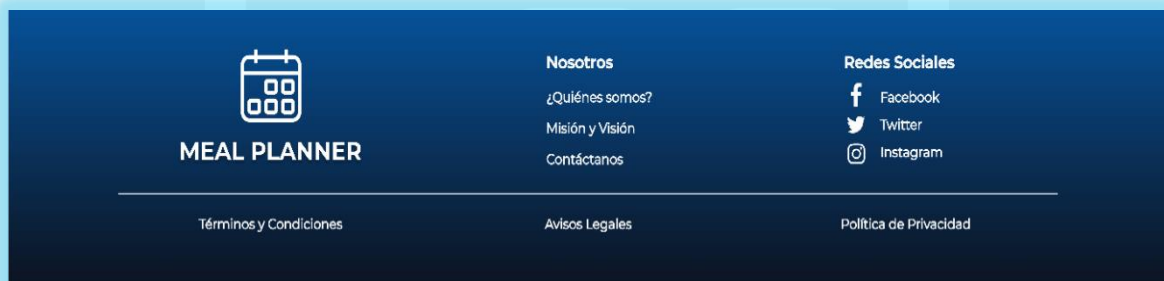 MEAL PLANNER
Nosotros
¿Quiénes somos?
Misión y Visión
Contáctanos
Redes Sociales
Facebook
Twitter
Instagram
Términos y Condiciones
Avisos Legales
Política de Privacidad